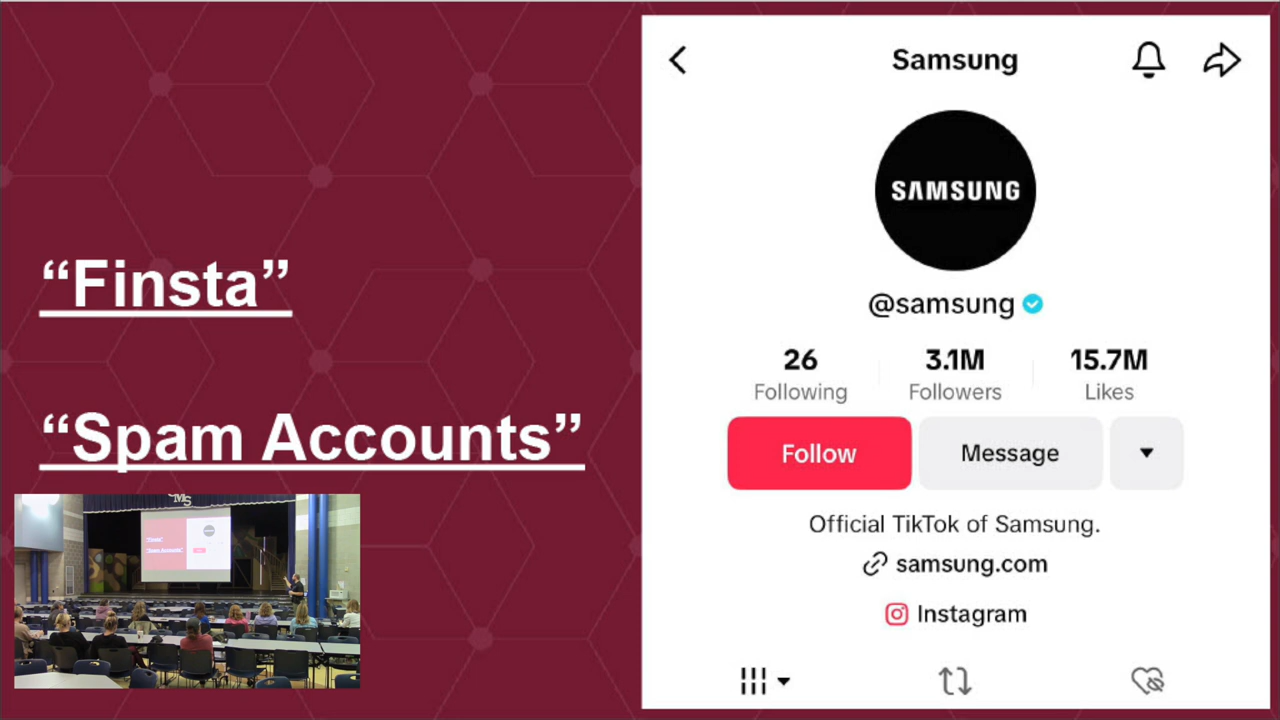 “Finsta”
“Spam Accounts”
CMS
Samsung
SAMSUNG
@samsung
26 3.1M 15.7M
Following Followers Likes
Follow Message
Official TikTok of Samsung.
samsung.com
Instagram